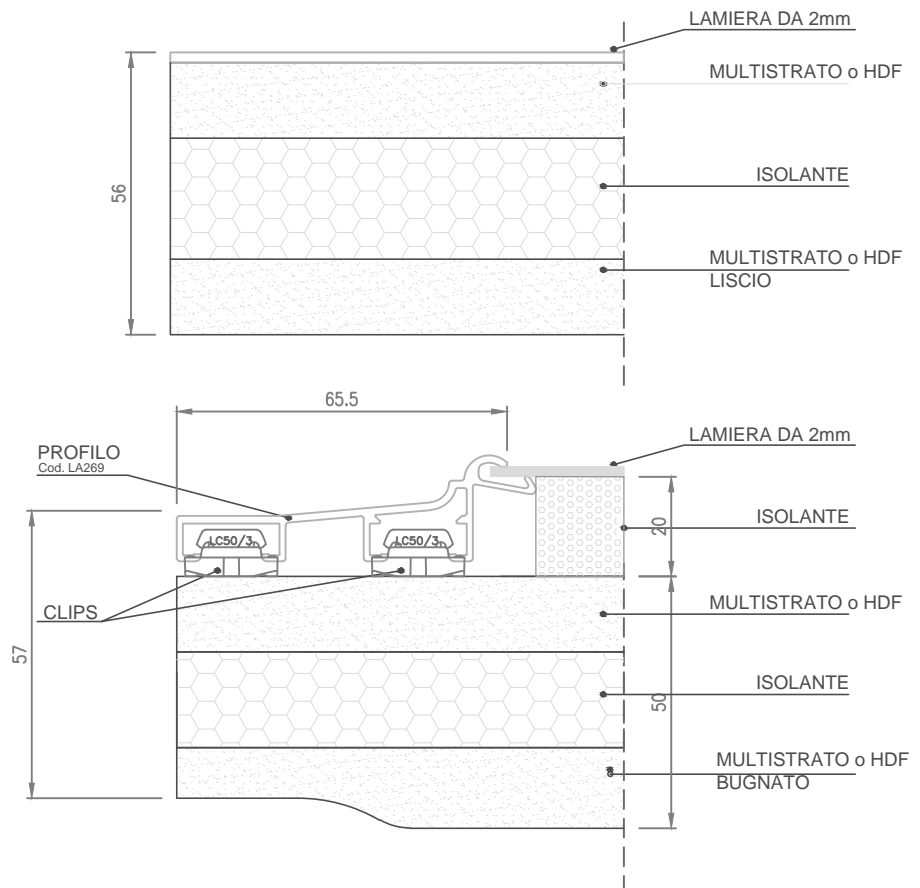 LAMIERA DA 2mm
MULTISTRATO o HDF
ISOLANTE
56
MULTISTRATO o HDF
LISCIO
65.5
LAMIERA DA 2mm
PROFILO
Cod. LA269
20
ISOLANTE
LC50/3
LC50/3
CLIPS
MULTISTRATO o HDF
57
ISOLANTE
50
MULTISTRATO o HDF
BUGNATO